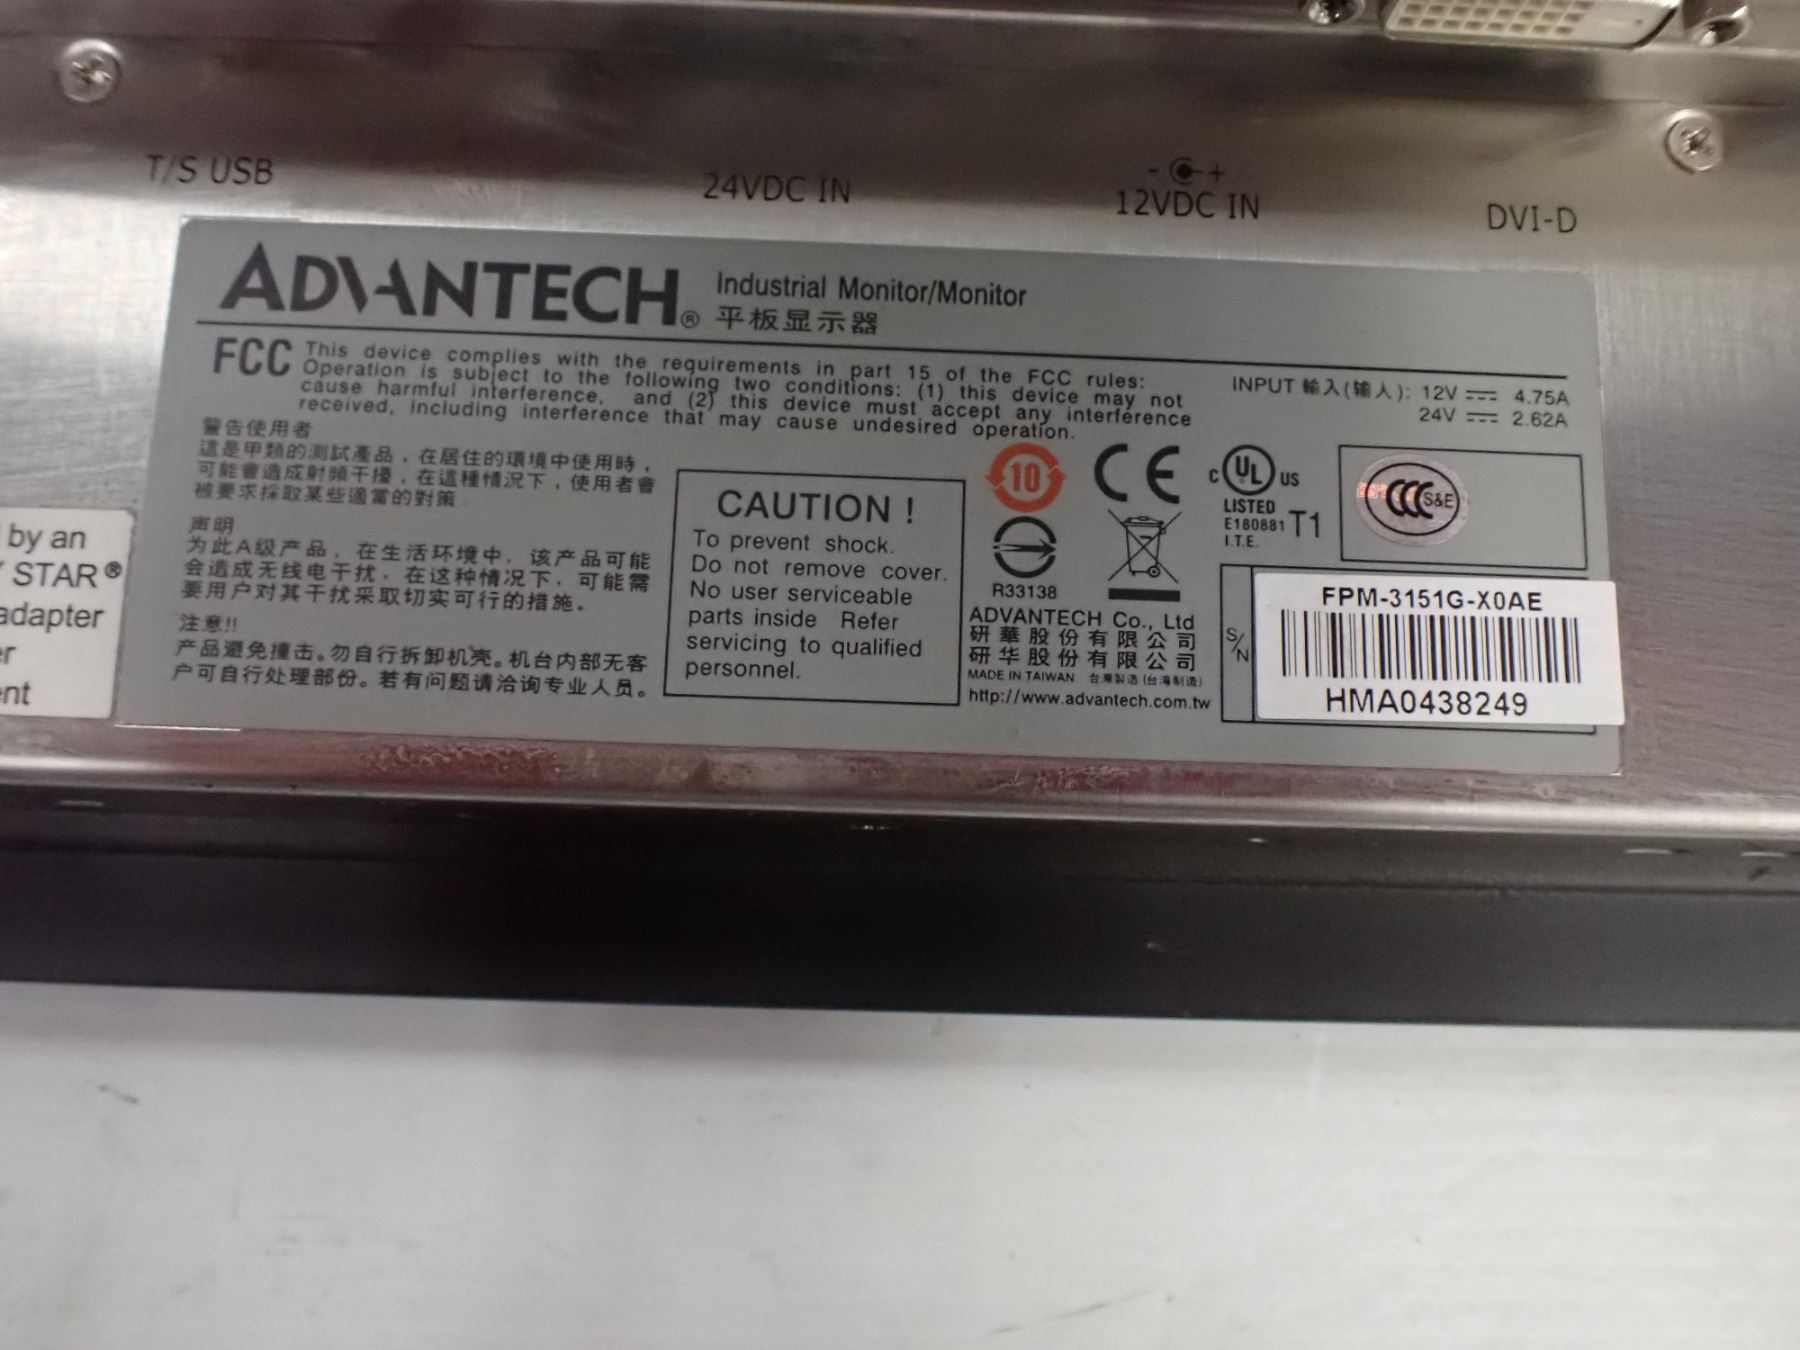 T/S USB
24VDC IN
- +
12VDC IN
DVI-D
ADVANTECH®
Industrial Monitor/Monitor
平板显示器
FCC
This device complies with the requirements in part 15 of the FCC rules:
Operation is subject to the following two conditions: (1) this device may not
cause harmful interference, and (2) this device must accept any interference
received, including interference that may cause undesired operation.
INPUT 輸入(输入): 12V 4.75A
24V 2.62A
警告使用者
這是甲類的測試產品，在居住的環境中使用時，
可能會造成射頻干擾，在這種情況下，使用者會
被要求採取某些適當的對策
声明
为此A级产品，在生活环境中，该产品可能
会造成无线电干扰，在这种情况下，可能需
要用户对其干扰采取切实可行的措施。
注意!!
产品避免撞击。勿自行拆卸机壳。机台内部无客
户可自行处理部份。若有问题请洽询专业人员。
CAUTION !
To prevent shock.
Do not remove cover.
No user serviceable
parts inside Refer
servicing to qualified
personnel.
10
CE
C UL US
LISTED
E180881 T1
I.T.E.
CCC S&E
R33138
ADVANTECH Co., Ltd
研華股份有限公司
研华股份有限公司
MADE IN TAIWAN 台灣製造(台湾制造)
http://www.advantech.com.tw
S/N
FPM-3151G-X0AE
HMA0438249
by an
STAR®
adapter